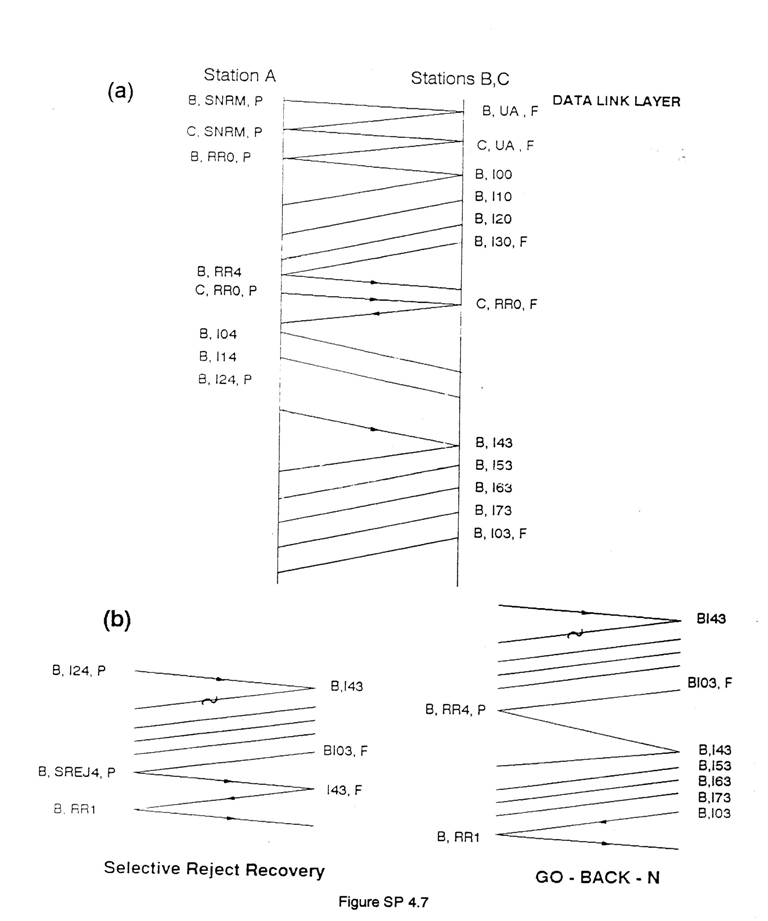 Station A
Stations B,C
(a)
DATA LINK LAYER
B, SNRM, P
B, UA , F
C, SNRM, P
C, UA , F
B, RR0, P
B, I00
B, I10
B, I20
B, I30, F
B, RR4
C, RR0, P
C, RR0, F
B, I04
B, I14
B, I24, P
B, I43
B, I53
B, I63
B, I73
B, I03, F
(b)
B, I24, P
B,I43
BI03, F
B, SREJ4, P
I43, F
B, RR1
Selective Reject Recovery
BI43
BI03, F
B, RR4, P
B,I43
B,I53
B,I63
B,I73
B,I03
B, RR1
GO - BACK - N
Figure SP 4.7